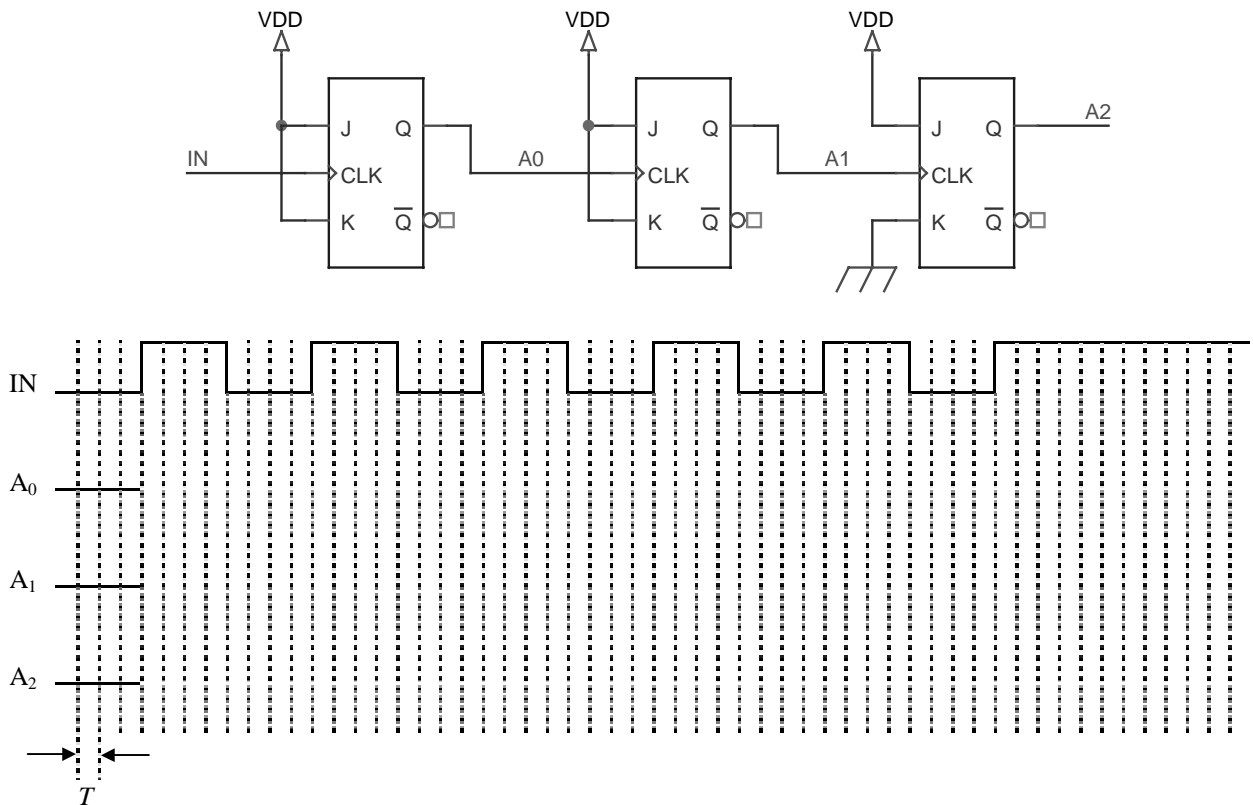 VDD VDD VDD
J Q J Q J Q A2
IN CLK A0 CLK A1 CLK
K Q K Q K Q
IN
A0
A1
A2
T